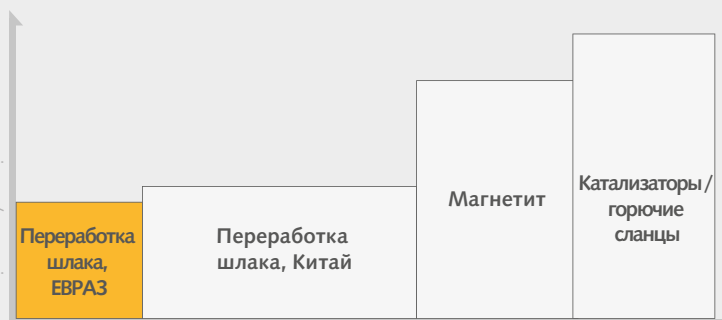 Переработка
шлака,
ЕВРАЗ
Переработка
шлака, Китай
Магнетит
Катализаторы /
горючие
сланцы